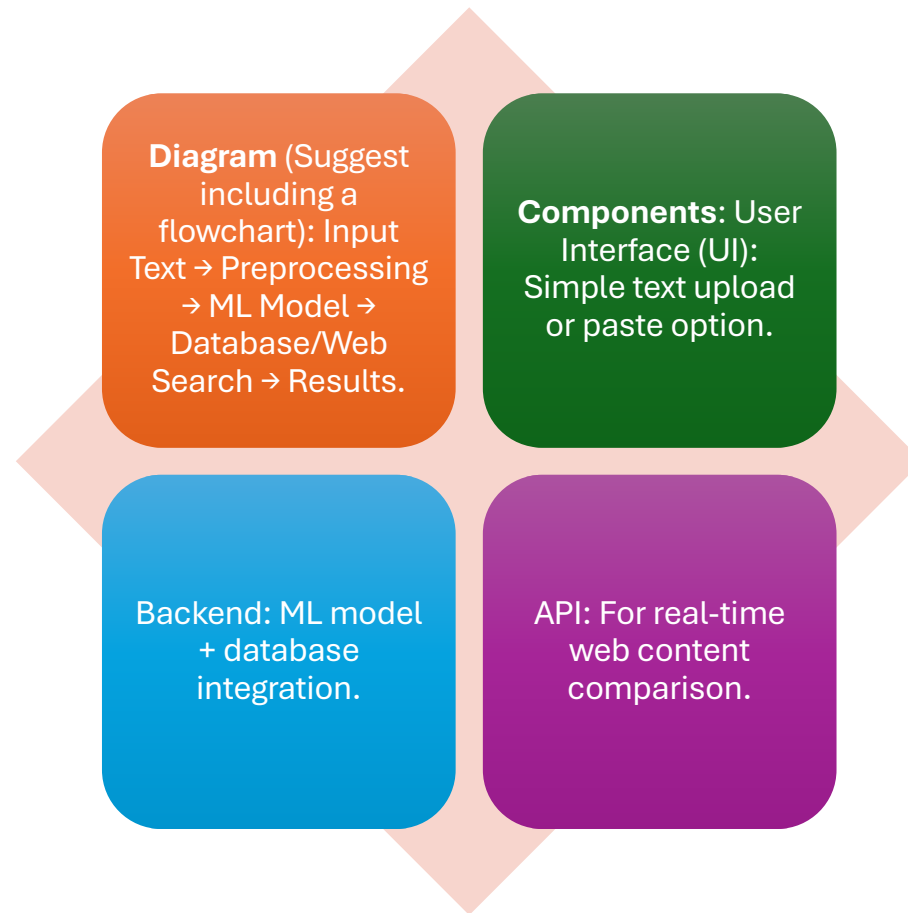 Diagram (Suggest
including a
flowchart): Input
Text → Preprocessing
→ ML Model →
Database/Web
Search → Results.
Components: User
Interface (UI):
Simple text upload
or paste option.
Backend: ML model
+ database
integration.
API: For real-time
web content
comparison.